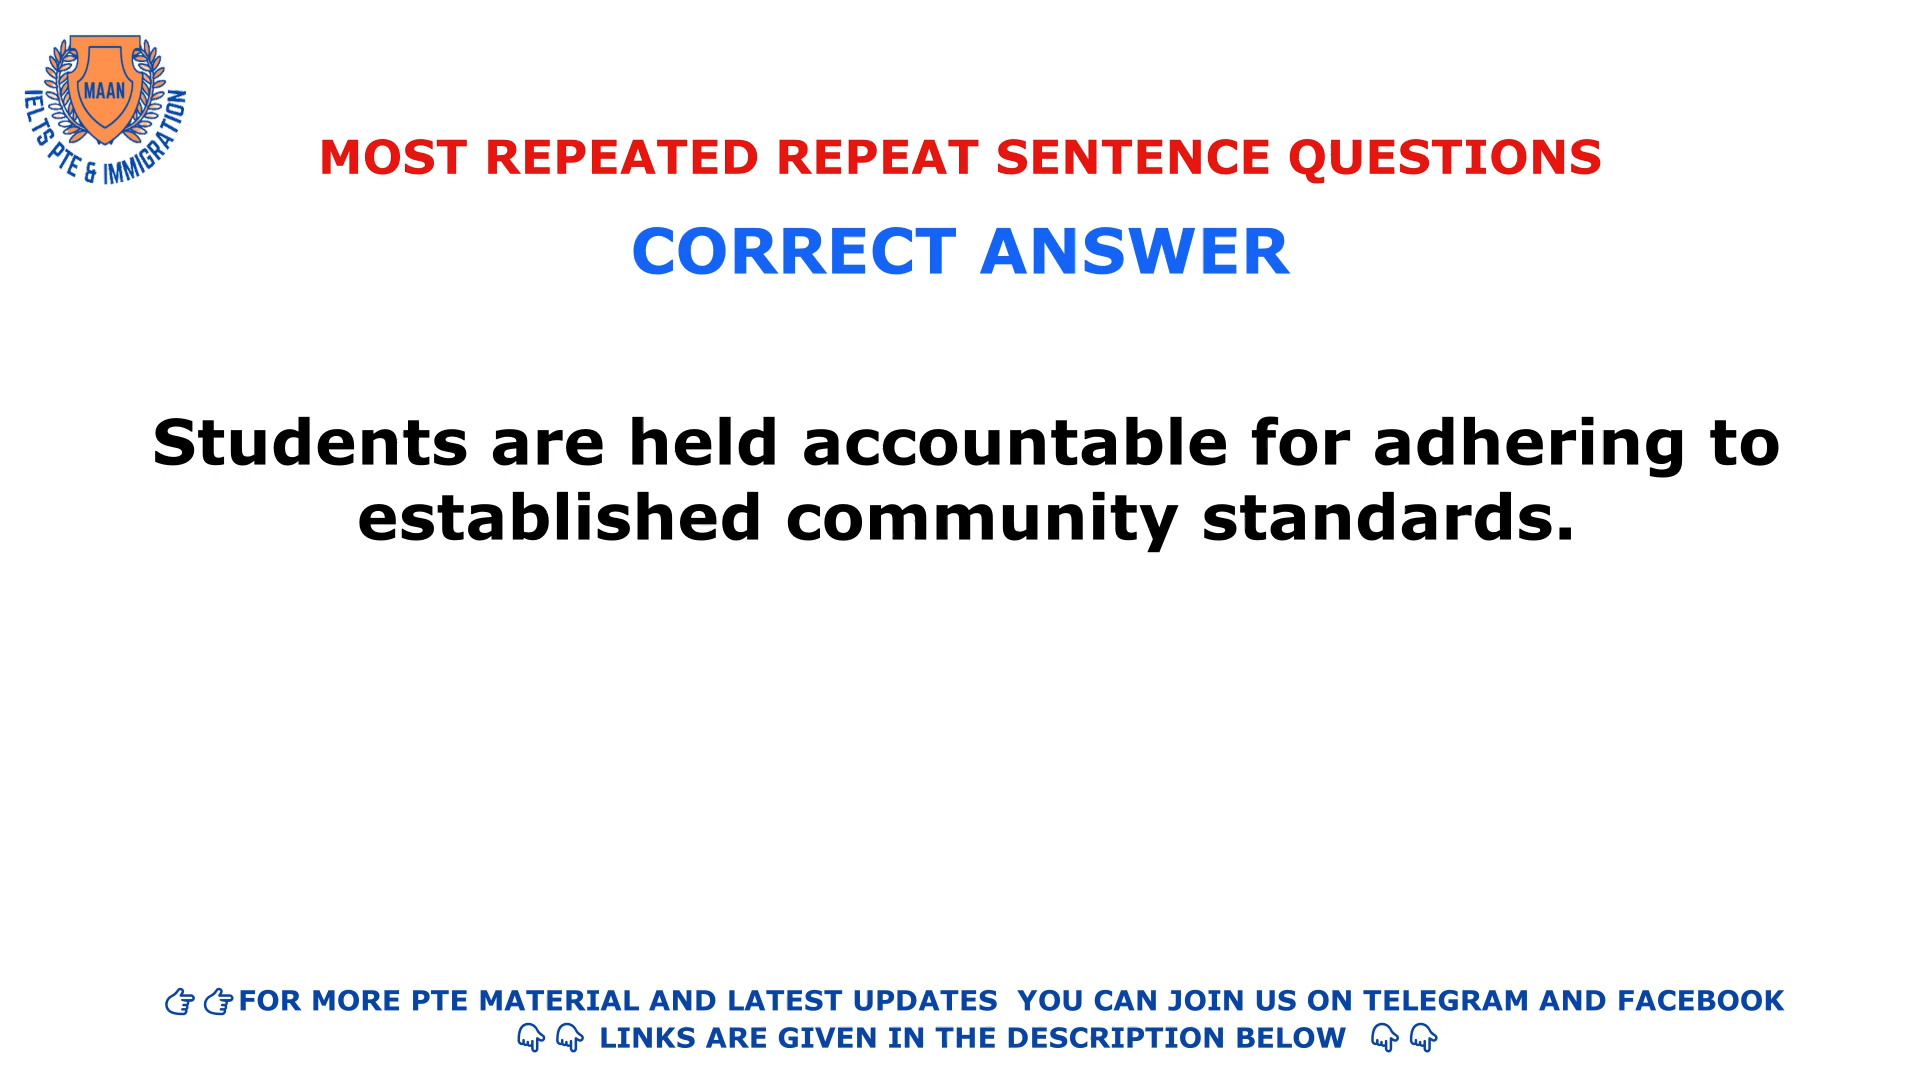 MAAN
IELTS PTE & IMMIGRATION
MOST REPEATED REPEAT SENTENCE QUESTIONS
CORRECT ANSWER
Students are held accountable for adhering to
established community standards.
FOR MORE PTE MATERIAL AND LATEST UPDATES YOU CAN JOIN US ON TELEGRAM AND FACEBOOK
LINKS ARE GIVEN IN THE DESCRIPTION BELOW